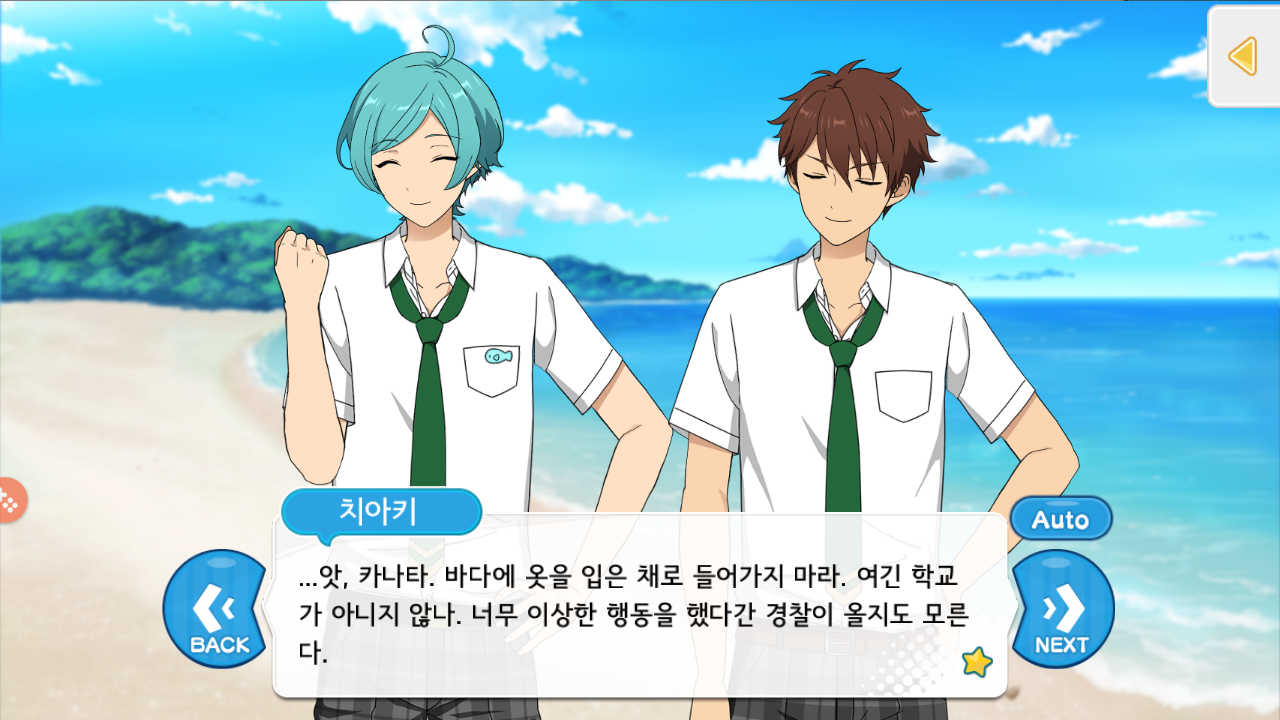 치아키
Auto
...앗, 카나타. 바다에 옷을 입은 채로 들어가지 마라. 여긴 학교
가 아니지 않나. 너무 이상한 행동을 했다간 경찰이 올지도 모른
다.
BACK
NEXT